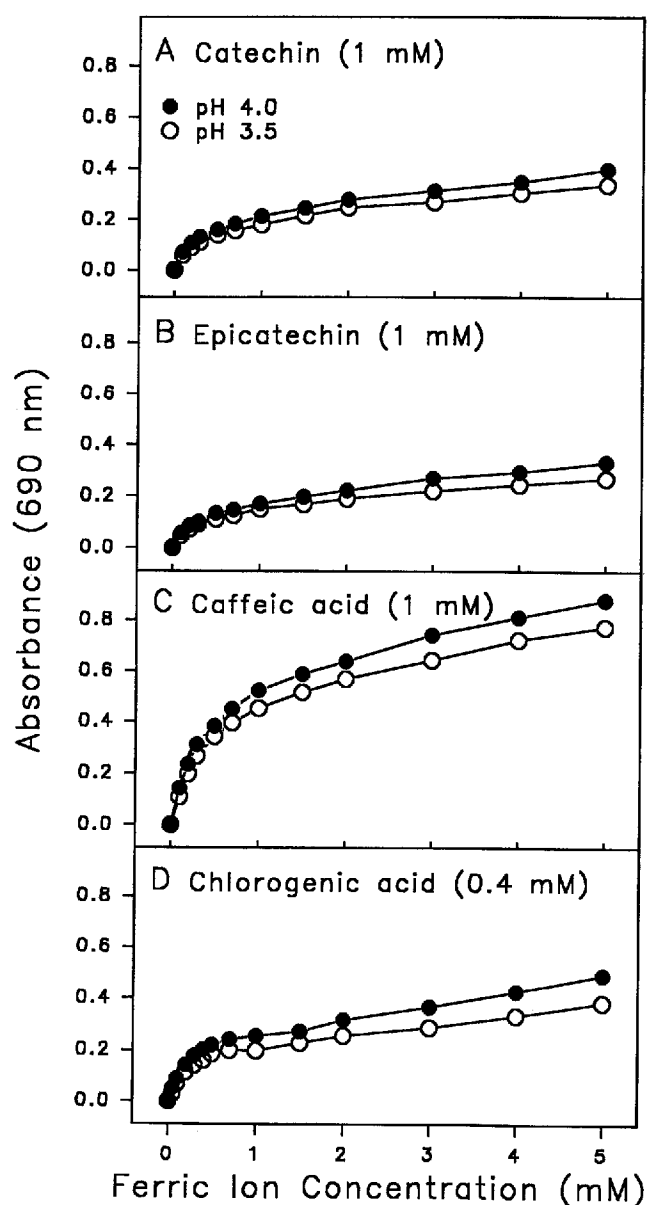 A Catechin (1 mM)
pH 4.0
pH 3.5
0.8
0.6
0.4
0.2
0.0
B Epicatechin (1 mM)
0.8
0.6
0.4
0.2
0.0
C Caffeic acid (1 mM)
0.8
0.6
0.4
0.2
0.0
D Chlorogenic acid (0.4 mM)
0.8
0.6
0.4
0.2
0.0
0 1 2 3 4 5
Absorbance (690 nm)
Ferric Ion Concentration (mM)